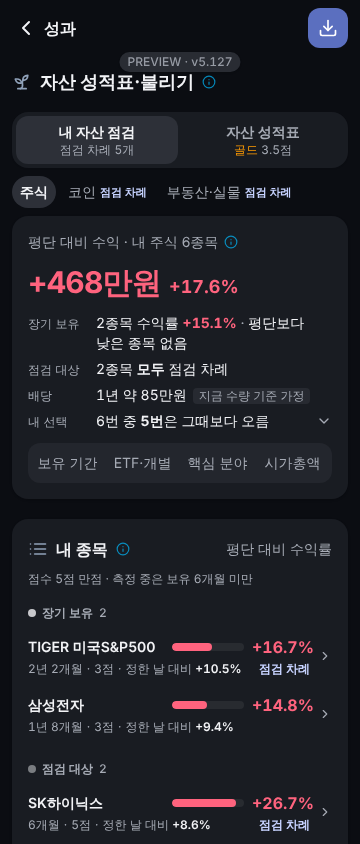 성과
PREVIEW · v5.127
자산 성적표·불리기
내 자산 점검
점검 차례 5개
자산 성적표
골드 3.5점
주식
코인 점검 차례
부동산·실물 점검 차례
평단 대비 수익 · 내 주식 6종목
+468만원 +17.6%
장기 보유 2종목 수익률 +15.1% · 평단보다
낮은 종목 없음
점검 대상 2종목 모두 점검 차례
배당 1년 약 85만원 지금 수량 기준 가정
내 선택 6번 중 5번은 그때보다 오름
보유 기간 ETF·개별 핵심 분야 시가총액
내 종목 평단 대비 수익률
점수 5점 만점 · 측정 중은 보유 6개월 미만
장기 보유 2
TIGER 미국S&P500 +16.7%
2년 2개월 · 3점 · 정한 날 대비 +10.5% 점검 차례
삼성전자 +14.8%
1년 8개월 · 3점 · 정한 날 대비 +9.4%
점검 대상 2
SK하이닉스 +26.7%
6개월 · 5점 · 정한 날 대비 +8.6% 점검 차례